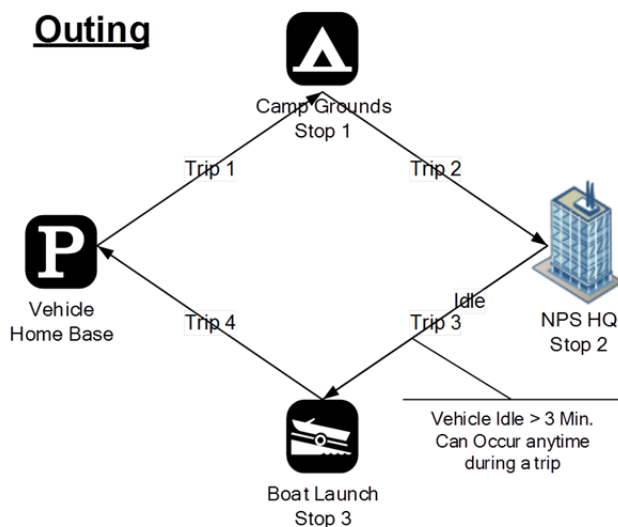 Outing
Camp Grounds
Stop 1
Trip 1
Trip 2
P
Vehicle
Home Base
Idle
NPS HQ
Stop 2
Trip 4
Trip 3
Vehicle Idle > 3 Min.
Can Occur anytime
during a trip
Boat Launch
Stop 3